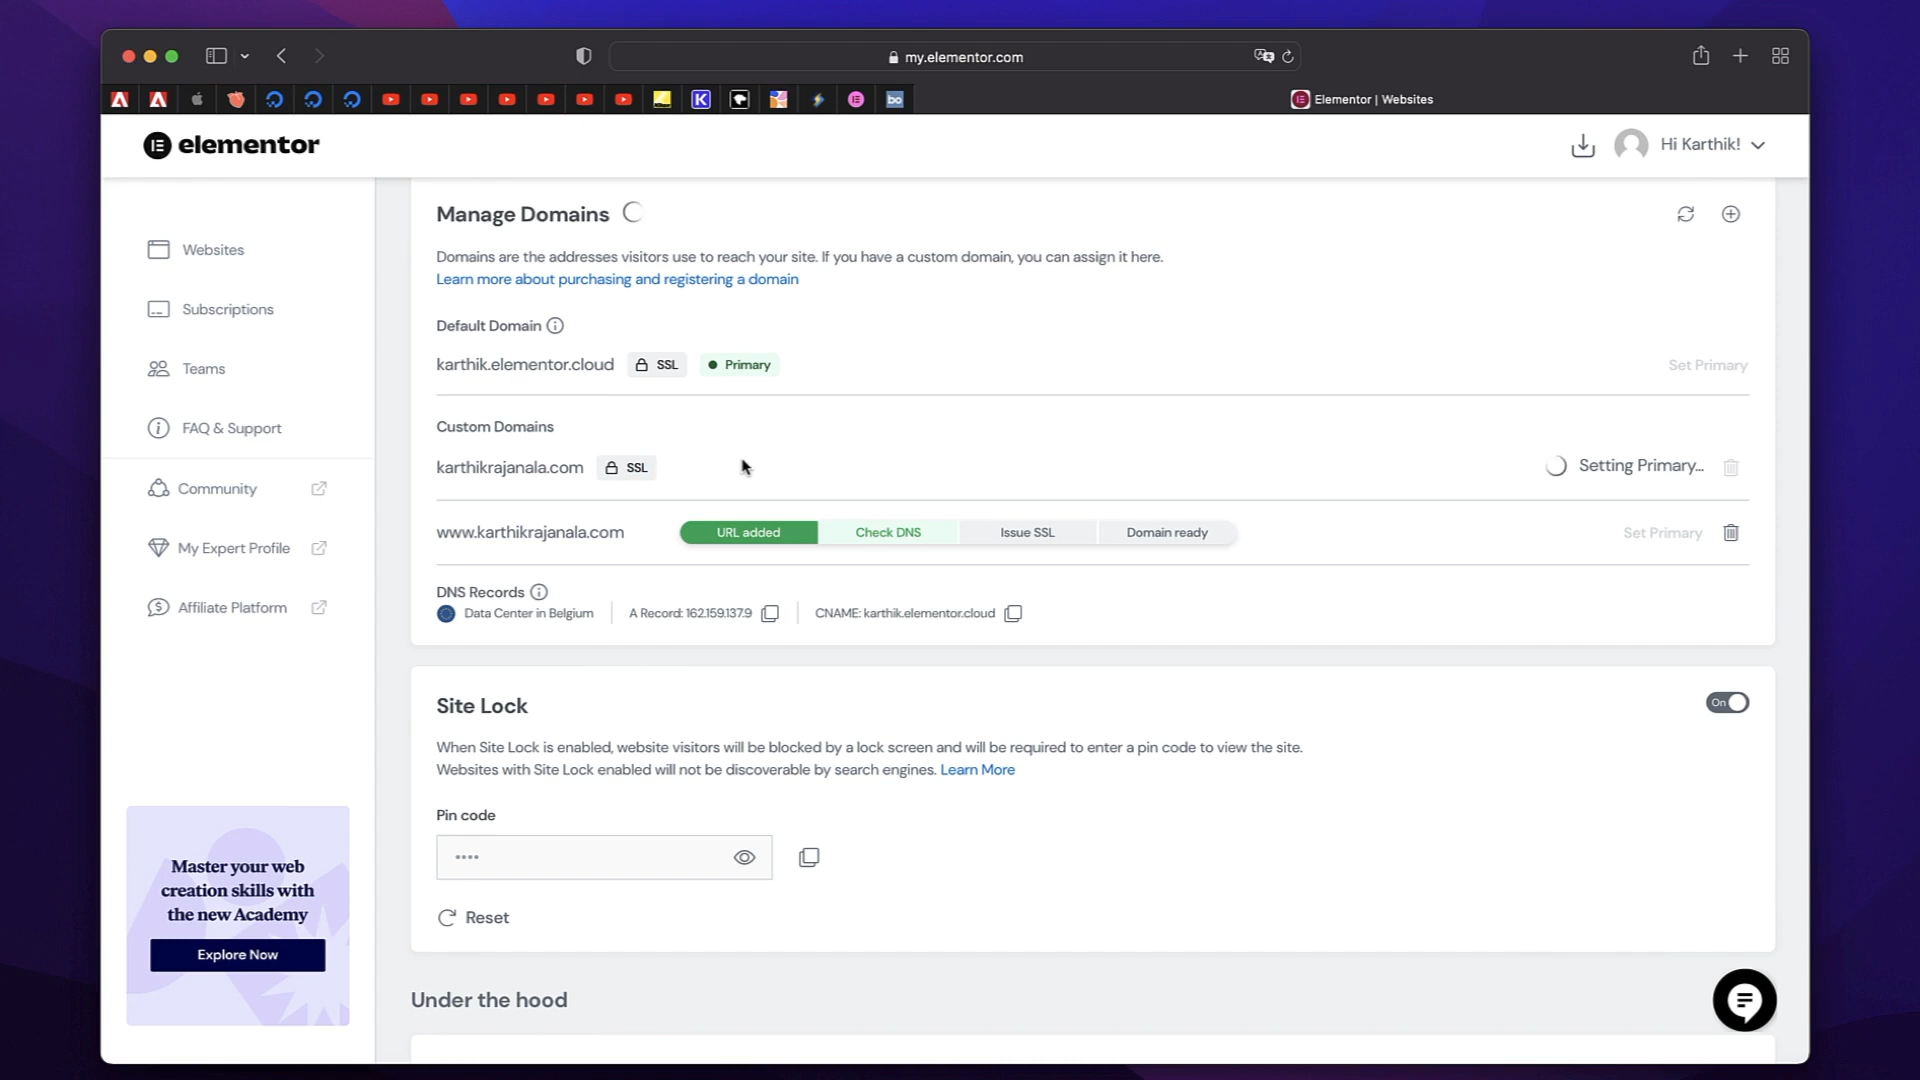 my.elementor.com
K
bo
Elementor | Websites
elementor
Hi Karthik!
Websites
Subscriptions
Teams
FAQ & Support
Community
My Expert Profile
Affiliate Platform
Master your web
creation skills with
the new Academy
Explore Now
Manage Domains
Domains are the addresses visitors use to reach your site. If you have a custom domain, you can assign it here.
Learn more about purchasing and registering a domain
Default Domain
karthik.elementor.cloud SSL Primary Set Primary
Custom Domains
karthikrajanala.com SSL Setting Primary...
www.karthikrajanala.com URL added Check DNS Issue SSL Domain ready Set Primary
DNS Records
Data Center in Belgium A Record: 162.159.137.9 CNAME: karthik.elementor.cloud
Site Lock
On
When Site Lock is enabled, website visitors will be blocked by a lock screen and will be required to enter a pin code to view the site.
Websites with Site Lock enabled will not be discoverable by search engines. Learn More
Pin code
••••
Reset
Under the hood